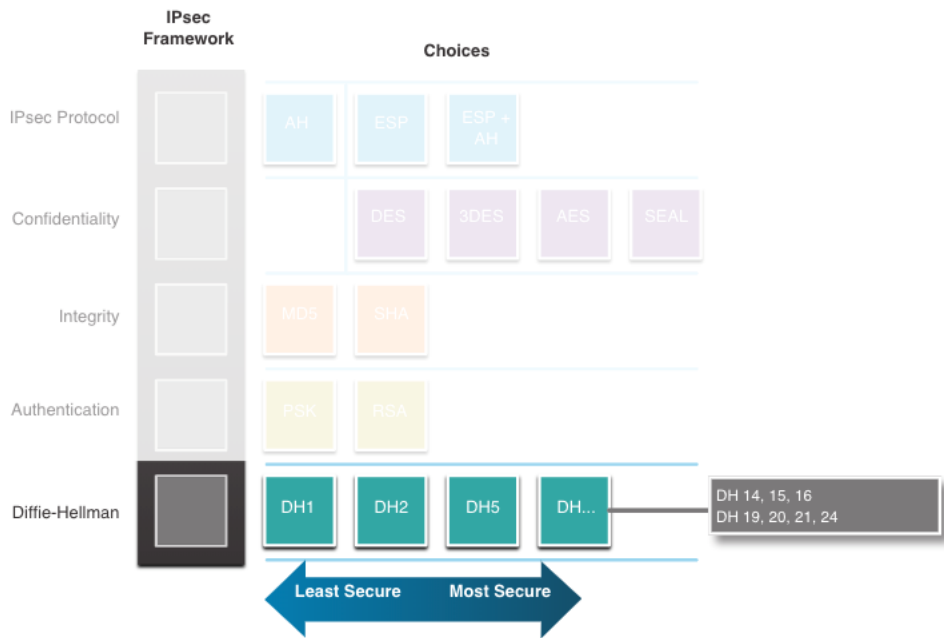 IPsec
Framework
Choices
IPsec Protocol
AH
ESP
ESP +
AH
Confidentiality
DES
3DES
AES
SEAL
Integrity
MD5
SHA
Authentication
PSK
RSA
Diffie-Hellman
DH1
DH2
DH5
DH...
DH 14, 15, 16
DH 19, 20, 21, 24
Least Secure
Most Secure